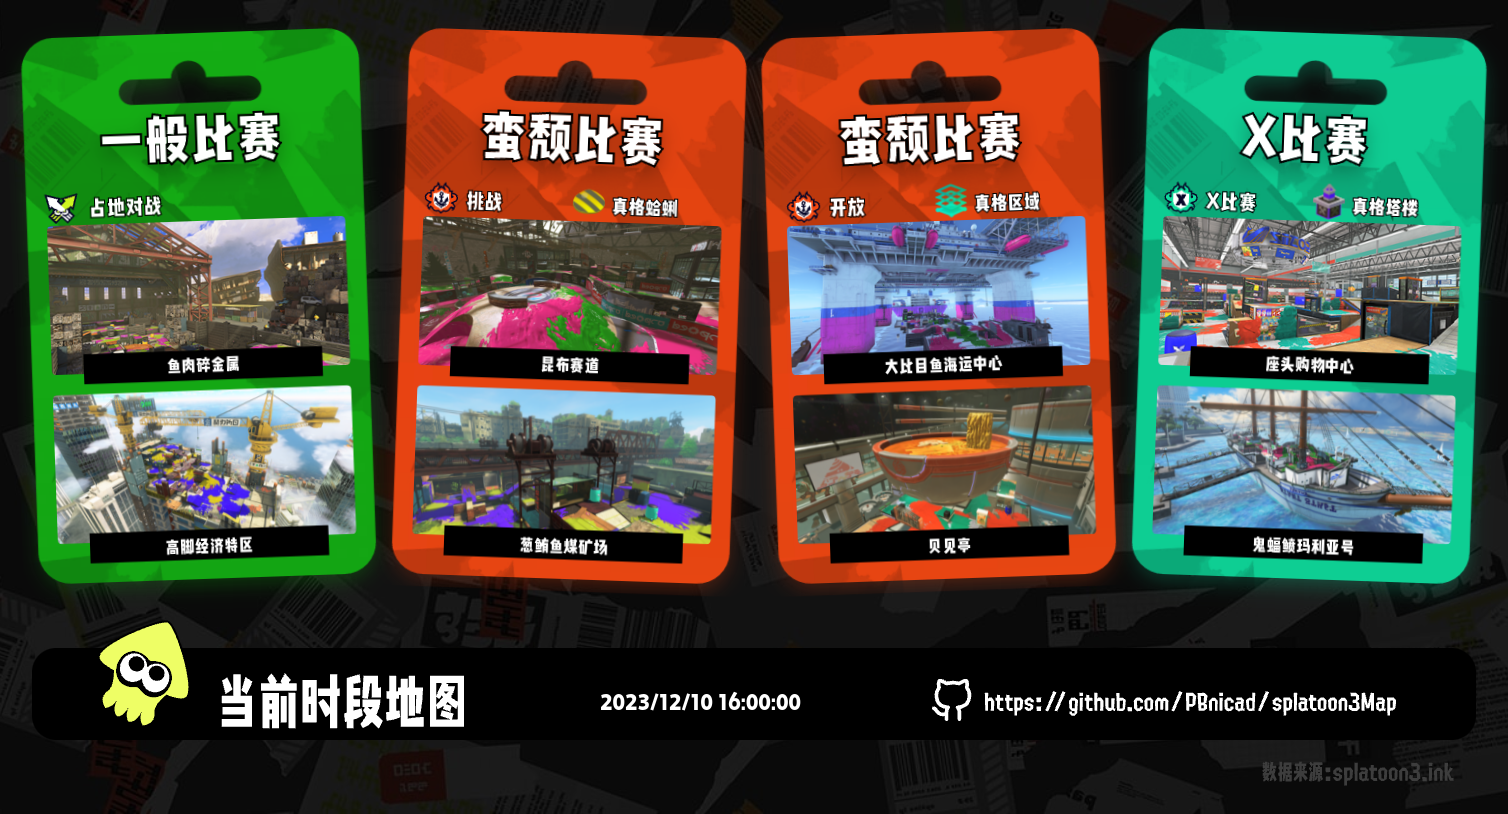 一般比赛
占地对战
鱼肉碎金属
高脚经济特区
蛮颓比赛
挑战
真格蛤蜊
昆布赛道
葱鲔鱼煤矿场
蛮颓比赛
开放
真格区域
大比目鱼海运中心
贝见亭
X比赛
X比赛
真格塔楼
座头购物中心
鬼蝠鲼玛利亚号
当前时段地图
2023/12/10 16:00:00
https://github.com/PBnicad/splatoon3Map
数据来源:splatoon3.ink